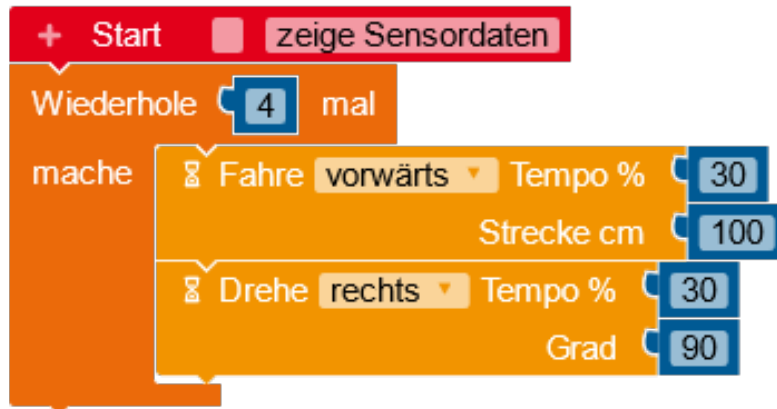 + Start zeige Sensordaten
Wiederhole 4 mal
mache Fahre vorwärts Tempo % 30
Strecke cm 100
Drehe rechts Tempo % 30
Grad 90